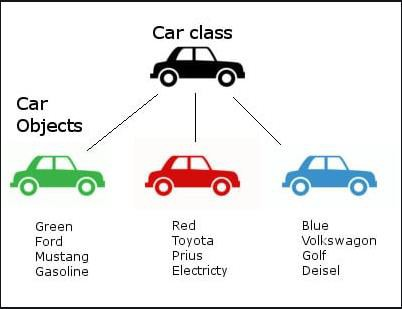 Car class
Car
Objects
Green
Ford
Mustang
Gasoline
Red
Toyota
Prius
Electricty
Blue
Volkswagon
Golf
Deisel